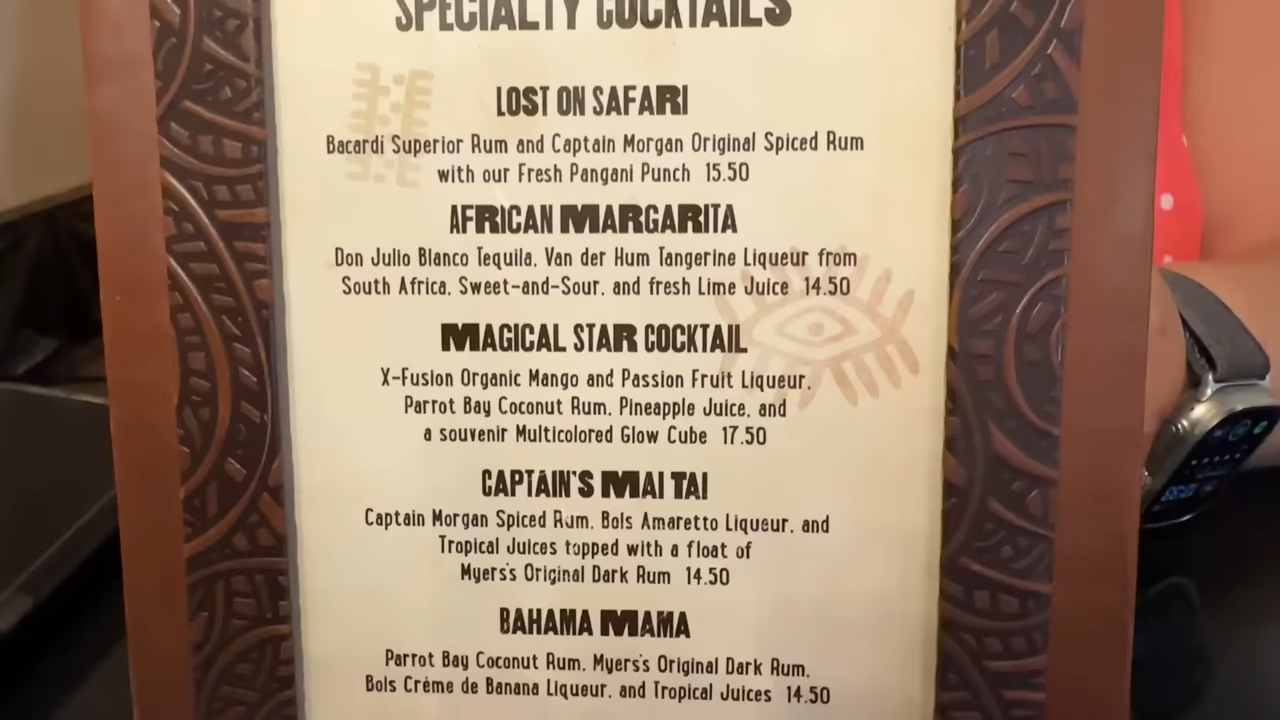 SPECIALTY COCKTAILS
LOST ON SAFARI
Bacardi Superior Rum and Captain Morgan Original Spiced Rum
with our Fresh Pangani Punch 15.50
AFRICAN MARGARITA
Don Julio Blanco Tequila, Van der Hum Tangerine Liqueur from
South Africa, Sweet-and-Sour, and fresh Lime Juice 14.50
MAGICAL STAR COCKTAIL
X-Fusion Organic Mango and Passion Fruit Liqueur,
Parrot Bay Coconut Rum, Pineapple Juice, and
a souvenir Multicolored Glow Cube 17.50
CAPTAIN'S MAI TAI
Captain Morgan Spiced Rum, Bols Amaretto Liqueur, and
Tropical Juices topped with a float of
Myers's Original Dark Rum 14.50
BAHAMA MAMA
Parrot Bay Coconut Rum, Myers's Original Dark Rum,
Bols Crème de Banana Liqueur, and Tropical Juices 14.50